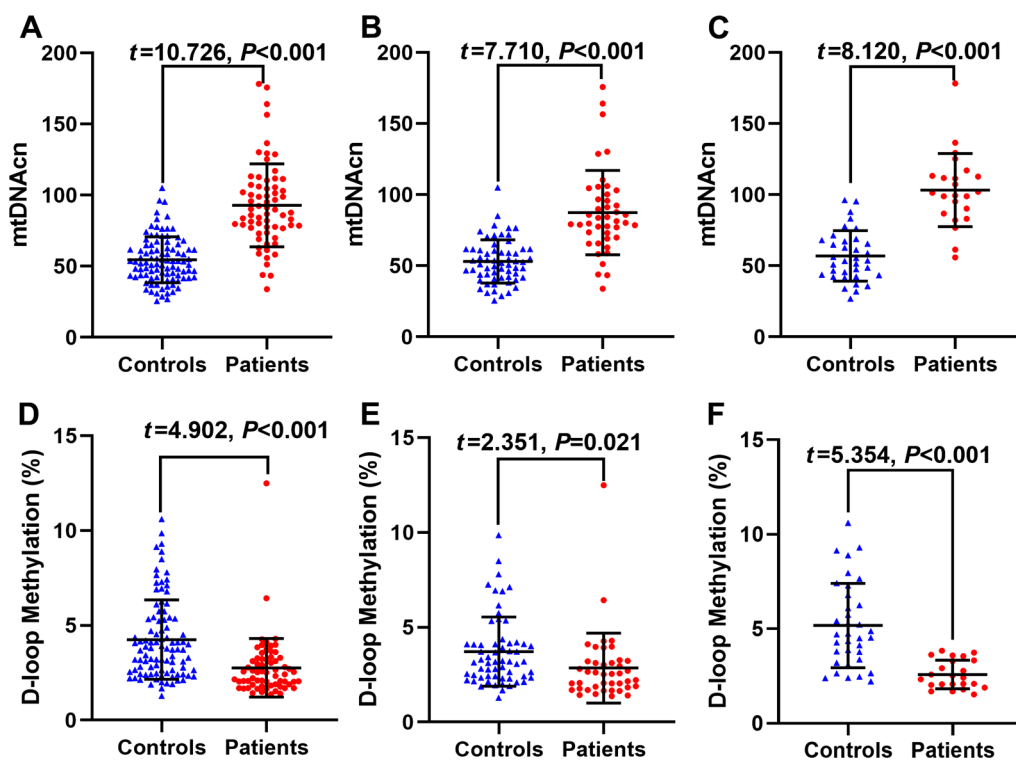 A
B
C
t=10.726, P<0.001
t=7.710, P<0.001
t=8.120, P<0.001
mtDNAcn
200
150
100
50
0
Controls Patients
mtDNAcn
200
150
100
50
0
Controls Patients
mtDNAcn
200
150
100
50
0
Controls Patients
D
E
F
t=4.902, P<0.001
t=2.351, P=0.021
t=5.354, P<0.001
D-loop Methylation (%)
15
10
5
0
Controls Patients
D-loop Methylation (%)
15
10
5
0
Controls Patients
D-loop Methylation (%)
15
10
5
0
Controls Patients